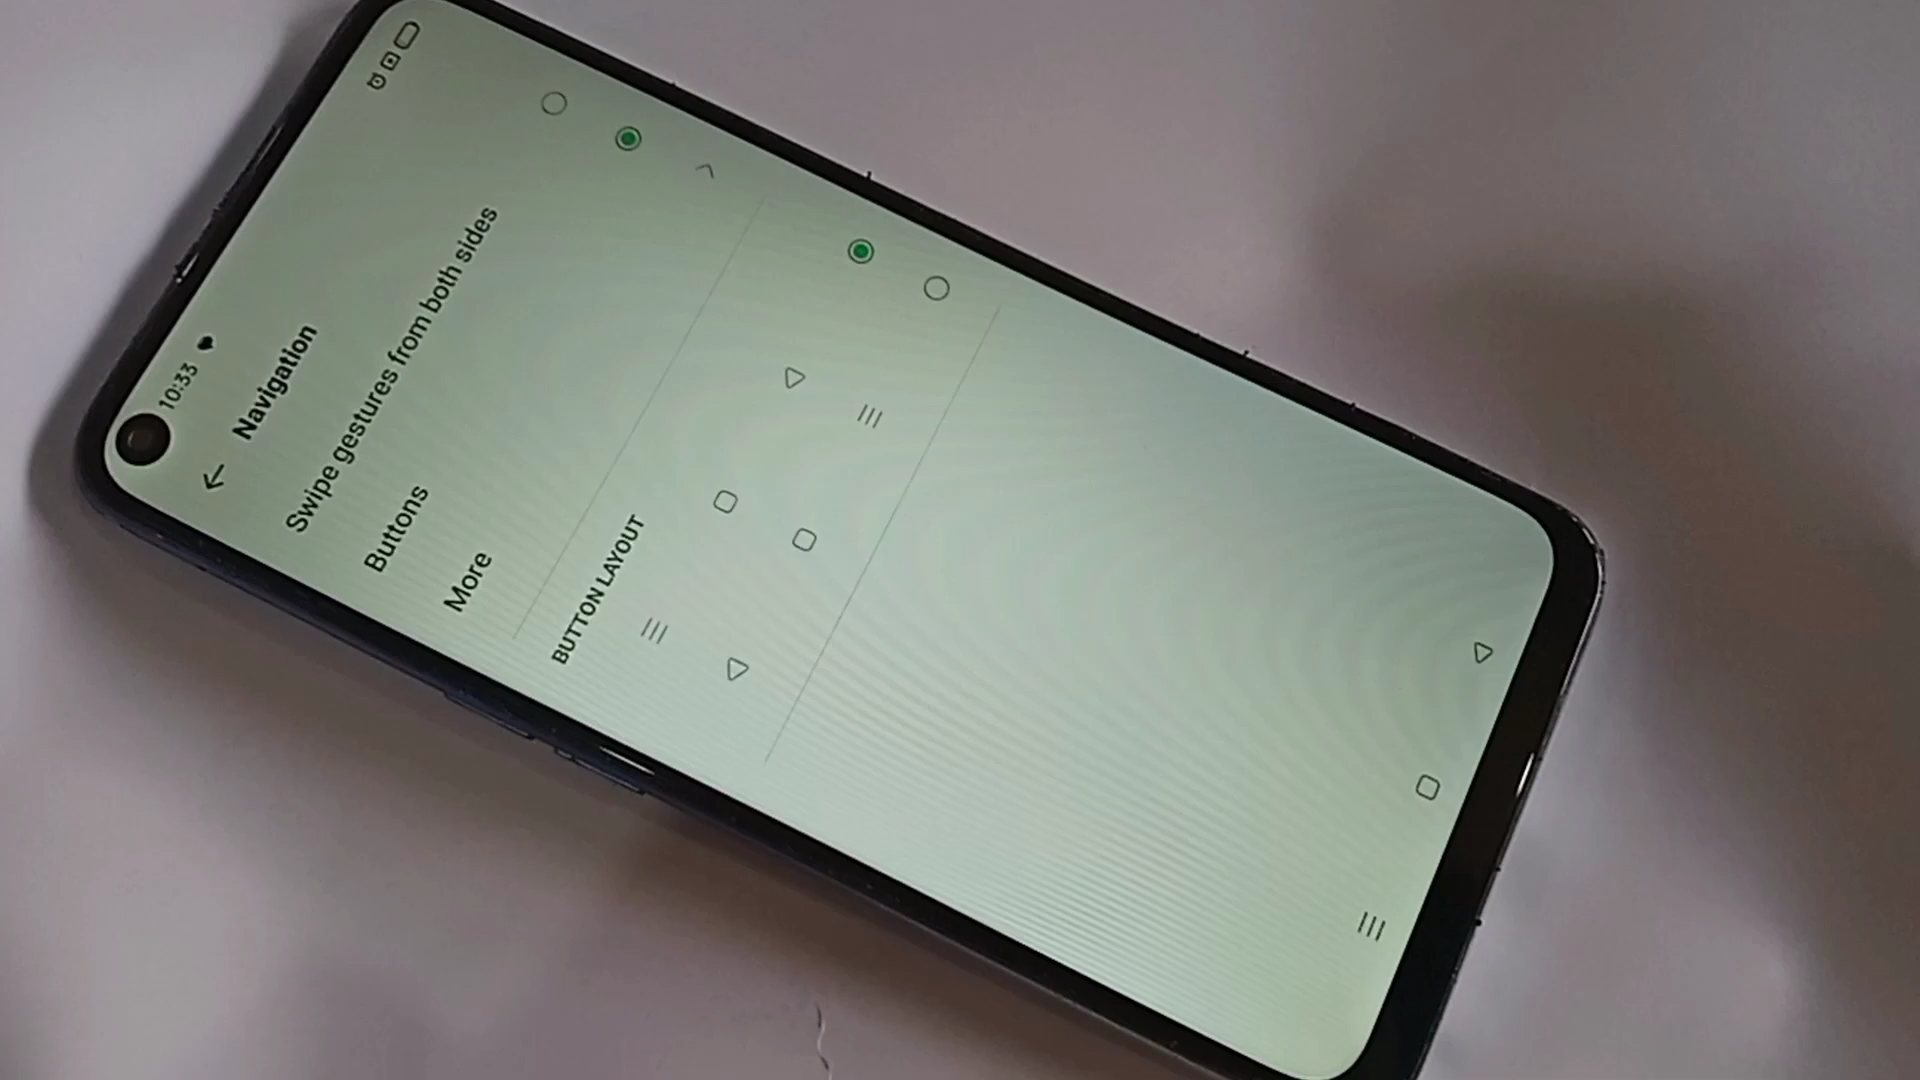 10:33
Navigation
Swipe gestures from both sides
Buttons
More
BUTTON LAYOUT